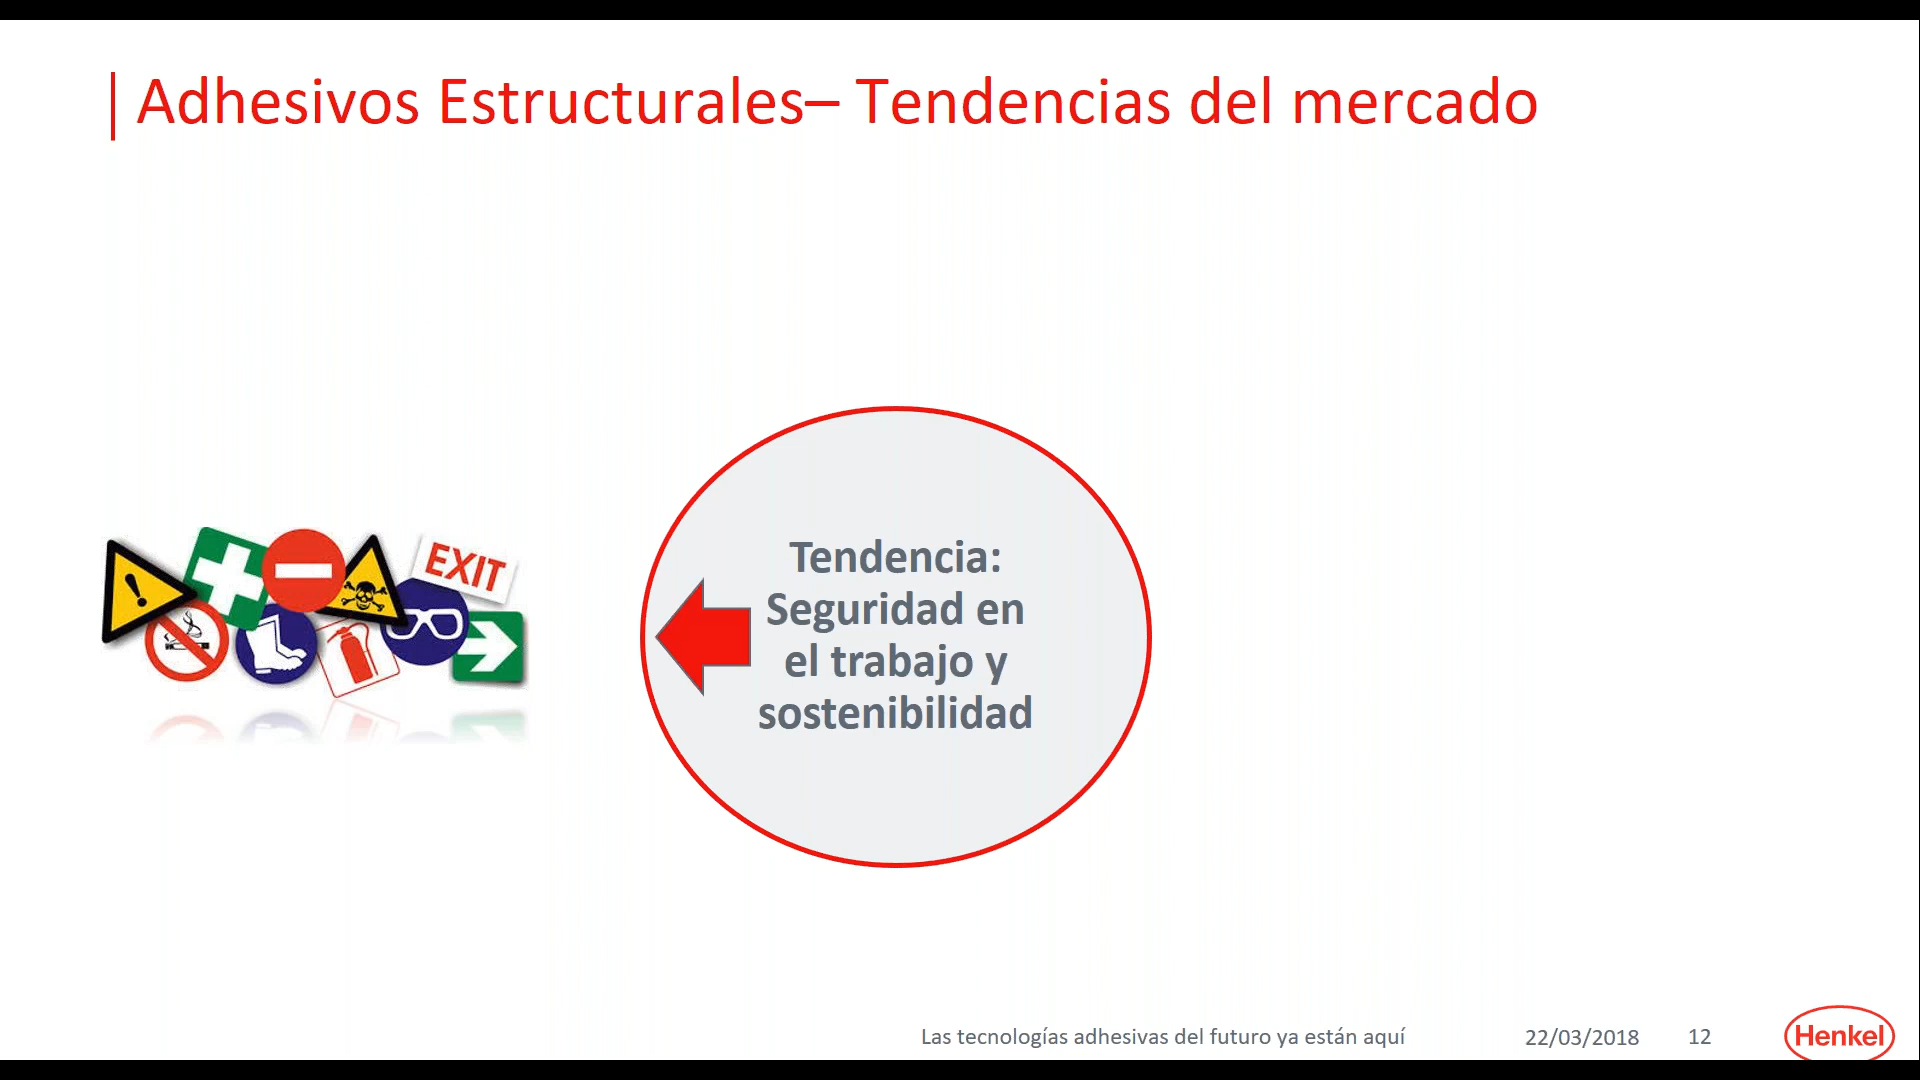 Adhesivos Estructurales– Tendencias del mercado
EXIT
Tendencia:
Seguridad en
el trabajo y
sostenibilidad
Las tecnologías adhesivas del futuro ya están aquí
22/03/2018
12
Henkel